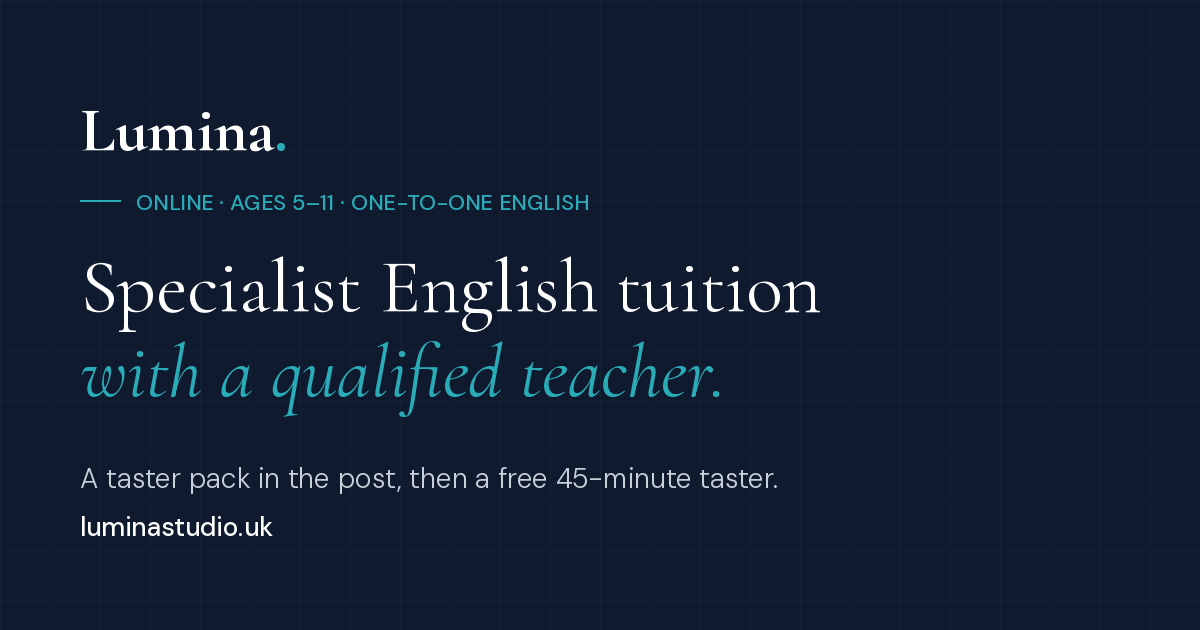 Lumina.
ONLINE · AGES 5–11 · ONE-TO-ONE ENGLISH
Specialist English tuition
with a qualified teacher.
A taster pack in the post, then a free 45-minute taster.
luminastudio.uk